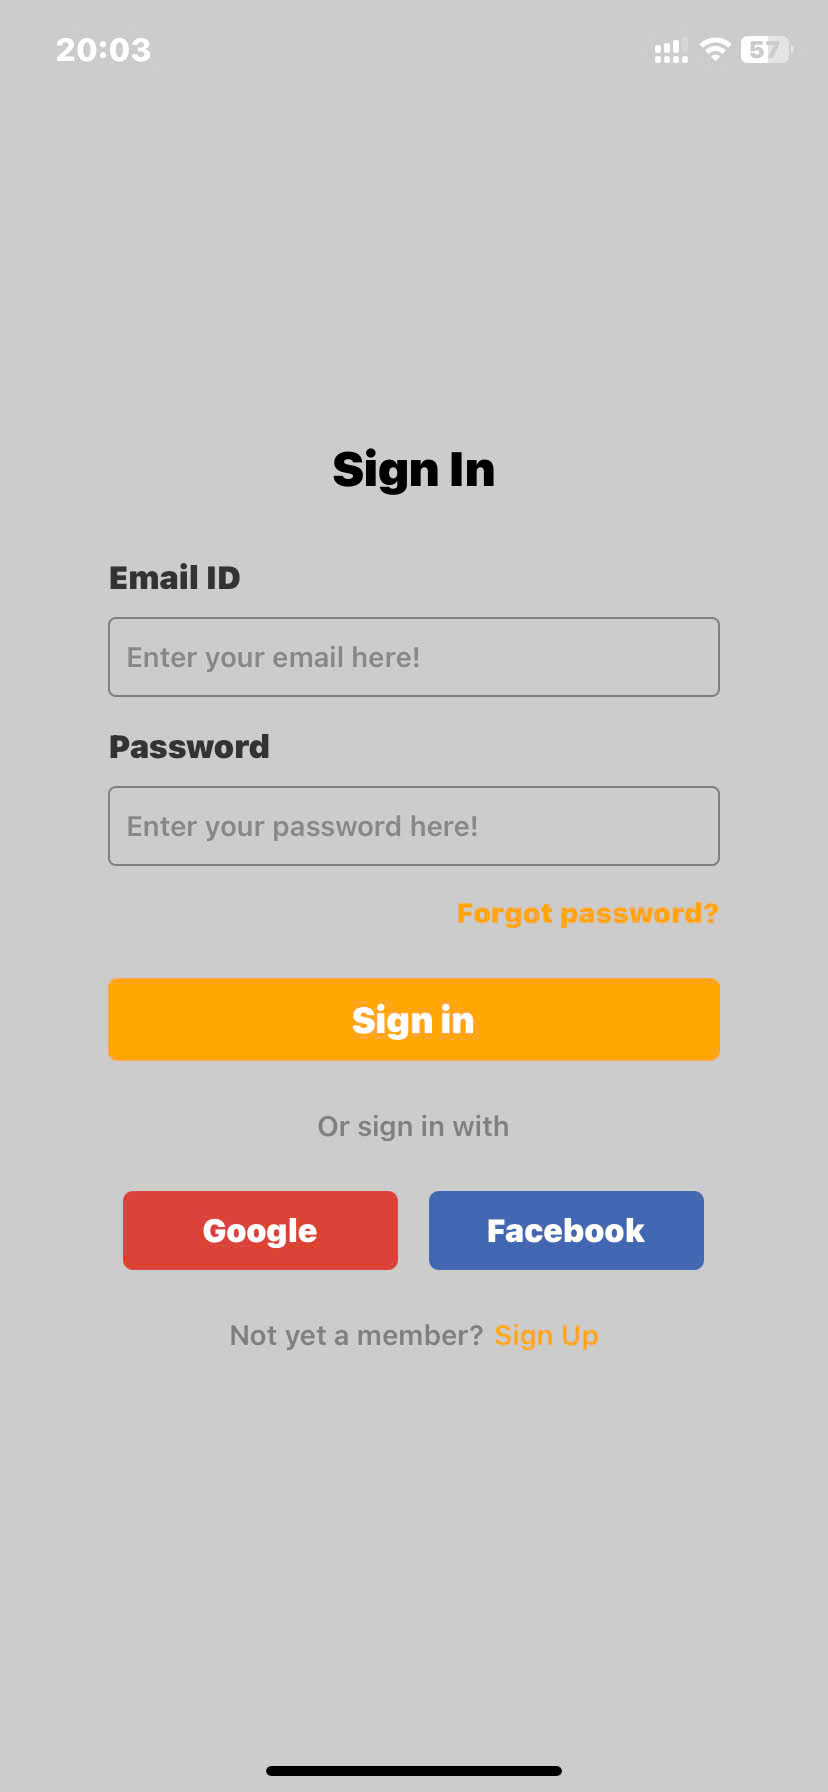 20:03 57
Sign In
Email ID
Enter your email here!
Password
Enter your password here!
Forgot password?
Sign in
Or sign in with
Google Facebook
Not yet a member? Sign Up